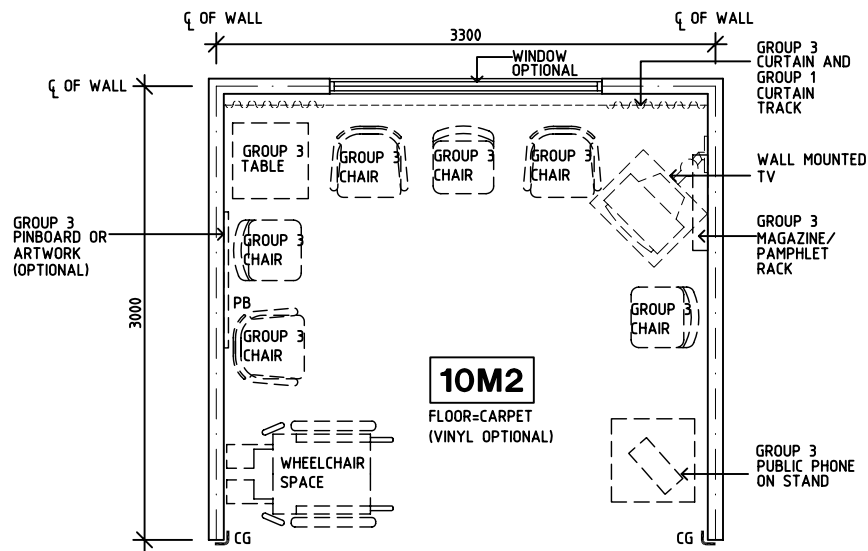 ℄ OF WALL
℄ OF WALL
3300
WINDOW
OPTIONAL
GROUP 3
CURTAIN AND
GROUP 1
CURTAIN
TRACK
℄ OF WALL
GROUP 3
TABLE
GROUP 3
CHAIR
GROUP 3
CHAIR
GROUP 3
CHAIR
WALL MOUNTED
TV
GROUP 3
PINBOARD OR
ARTWORK
(OPTIONAL)
GROUP 3
CHAIR
GROUP 3
MAGAZINE/
PAMPHLET
RACK
3000
PB
GROUP 3
CHAIR
GROUP 3
CHAIR
10M2
FLOOR=CARPET
(VINYL OPTIONAL)
WHEELCHAIR
SPACE
GROUP 3
PUBLIC PHONE
ON STAND
CG
CG